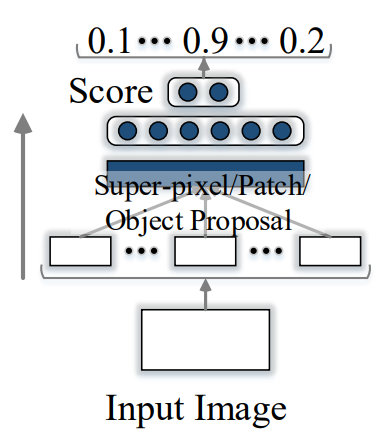 0.1 ··· 0.9 ··· 0.2
Score
Super-pixel/Patch/
Object Proposal
··· ···
Input Image